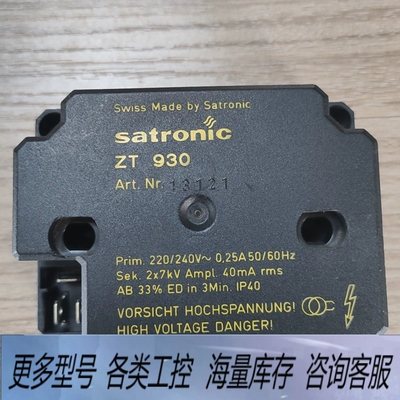 Swiss Made by Satronic
satronic
ZT 930
Art. Nr. 13121
Prim. 220/240V~ 0,25A 50/60Hz
Sek. 2x7kV Ampl. 40mA rms
AB 33% ED in 3Min. IP40
VORSICHT HOCHSPANNUNG!
HIGH VOLTAGE DANGER!
更多型号 各类工控 海量库存 咨询客服